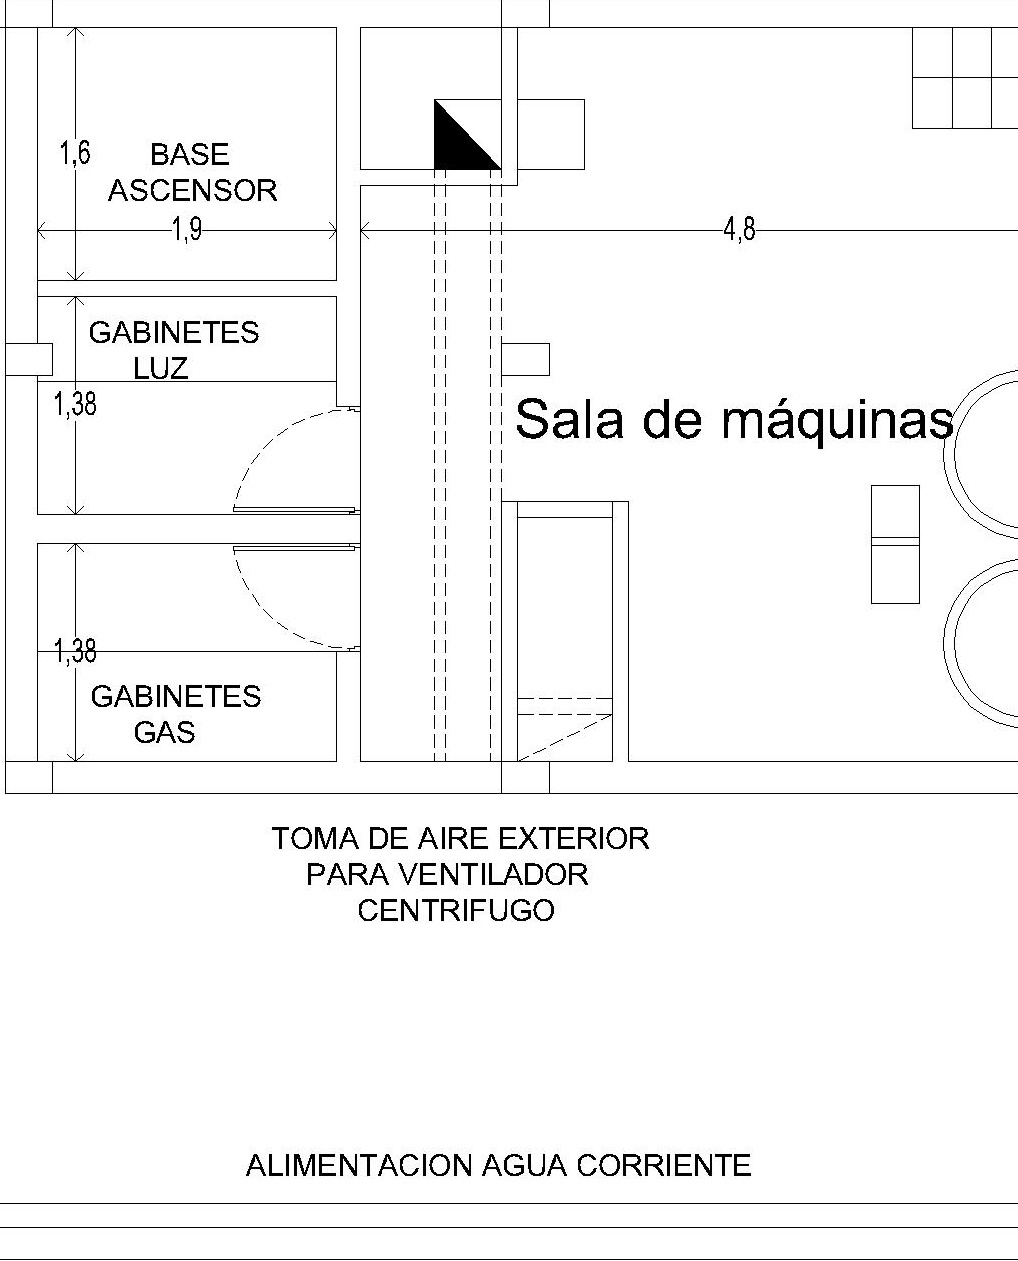 1,6
BASE
ASCENSOR
1,9
4,8
GABINETES
LUZ
1,38
Sala de máquinas
1,38
GABINETES
GAS
TOMA DE AIRE EXTERIOR
PARA VENTILADOR
CENTRIFUGO
ALIMENTACION AGUA CORRIENTE